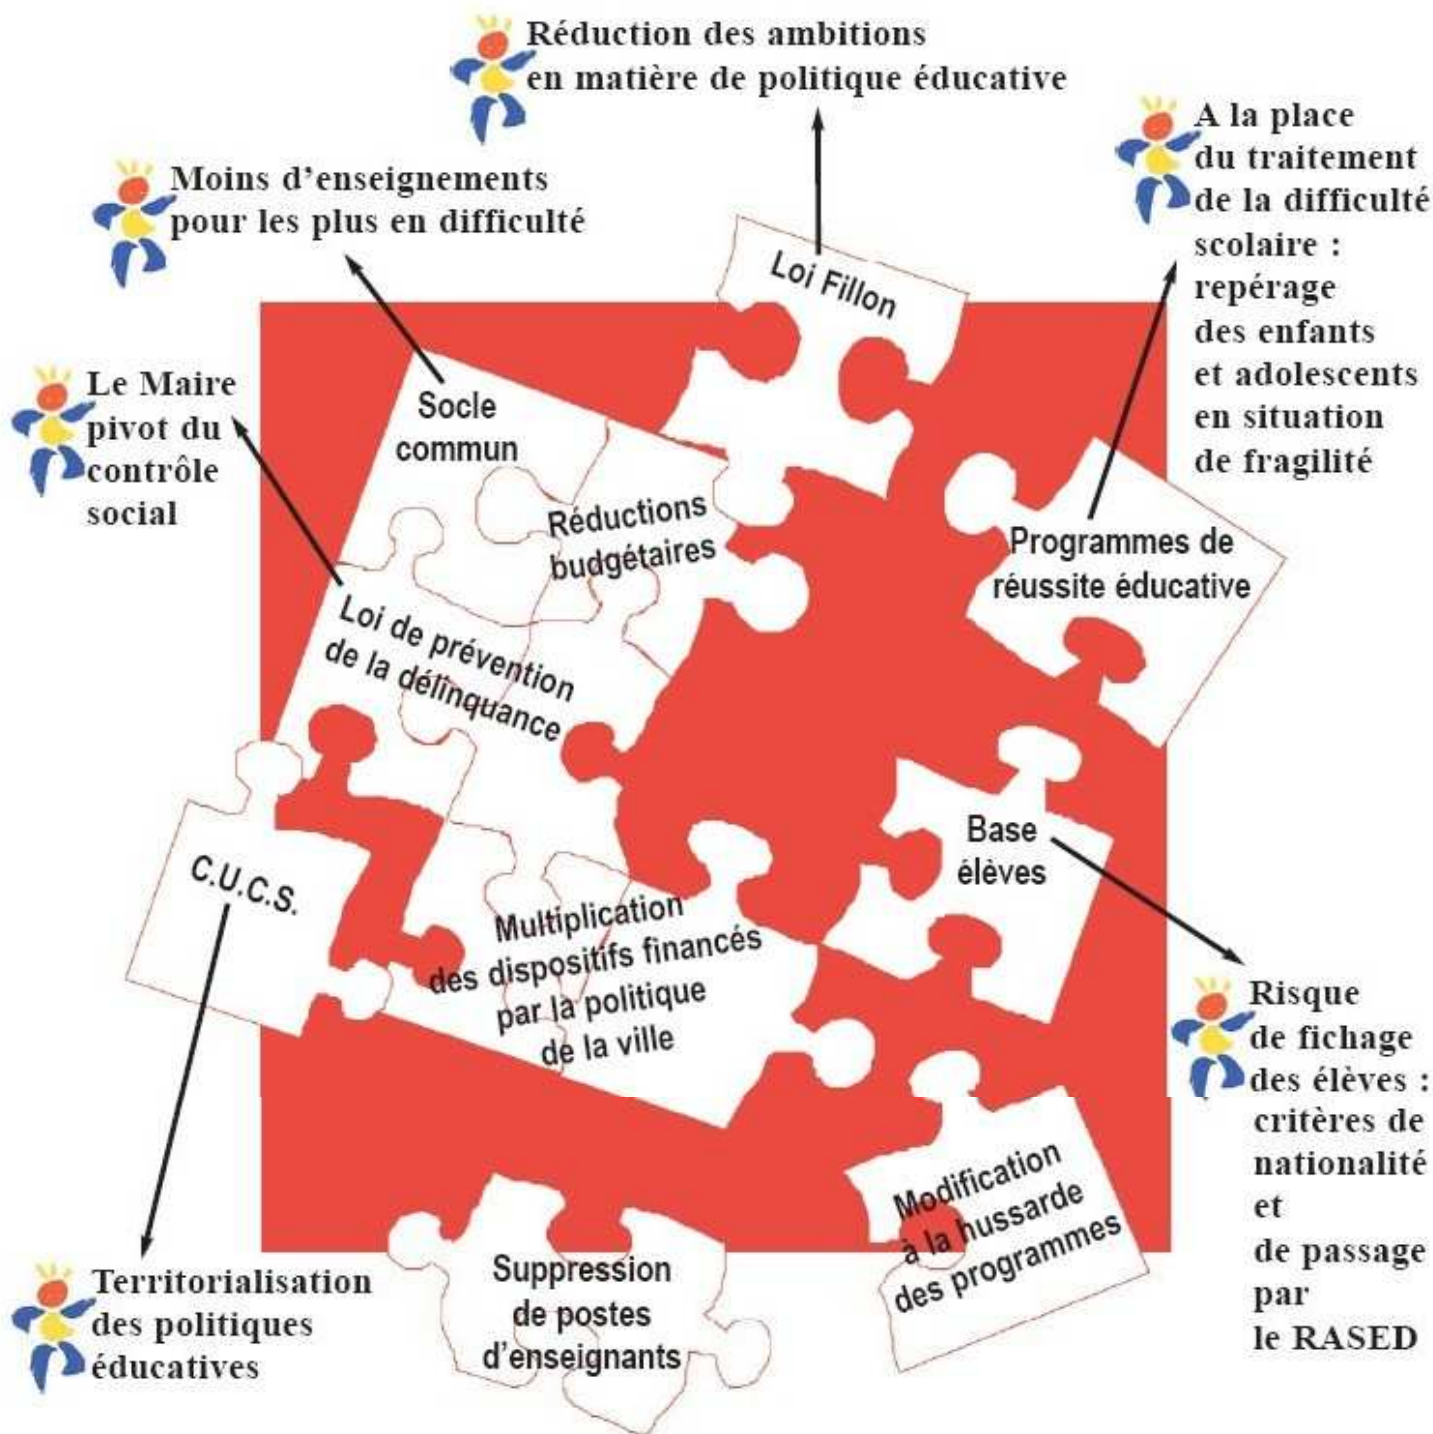 Réduction des ambitions
en matière de politique éducative
A la place
du traitement
de la difficulté
scolaire :
repérage
des enfants
et adolescents
en situation
de fragilité
Moins d’enseignements
pour les plus en difficulté
Loi Fillon
Le Maire
pivot du
contrôle
social
Socle
commun
Réductions
budgétaires
Programmes de
réussite éducative
Loi de prévention
de la délinquance
Base
élèves
C.U.C.S.
Multiplication
des dispositifs financés
par la politique
de la ville
Risque
de fichage
des élèves :
critères de
nationalité
et
de passage
par
le RASED
Modification
à la hussarde
des programmes
Suppression
de postes
d’enseignants
Territorialisation
des politiques
éducatives